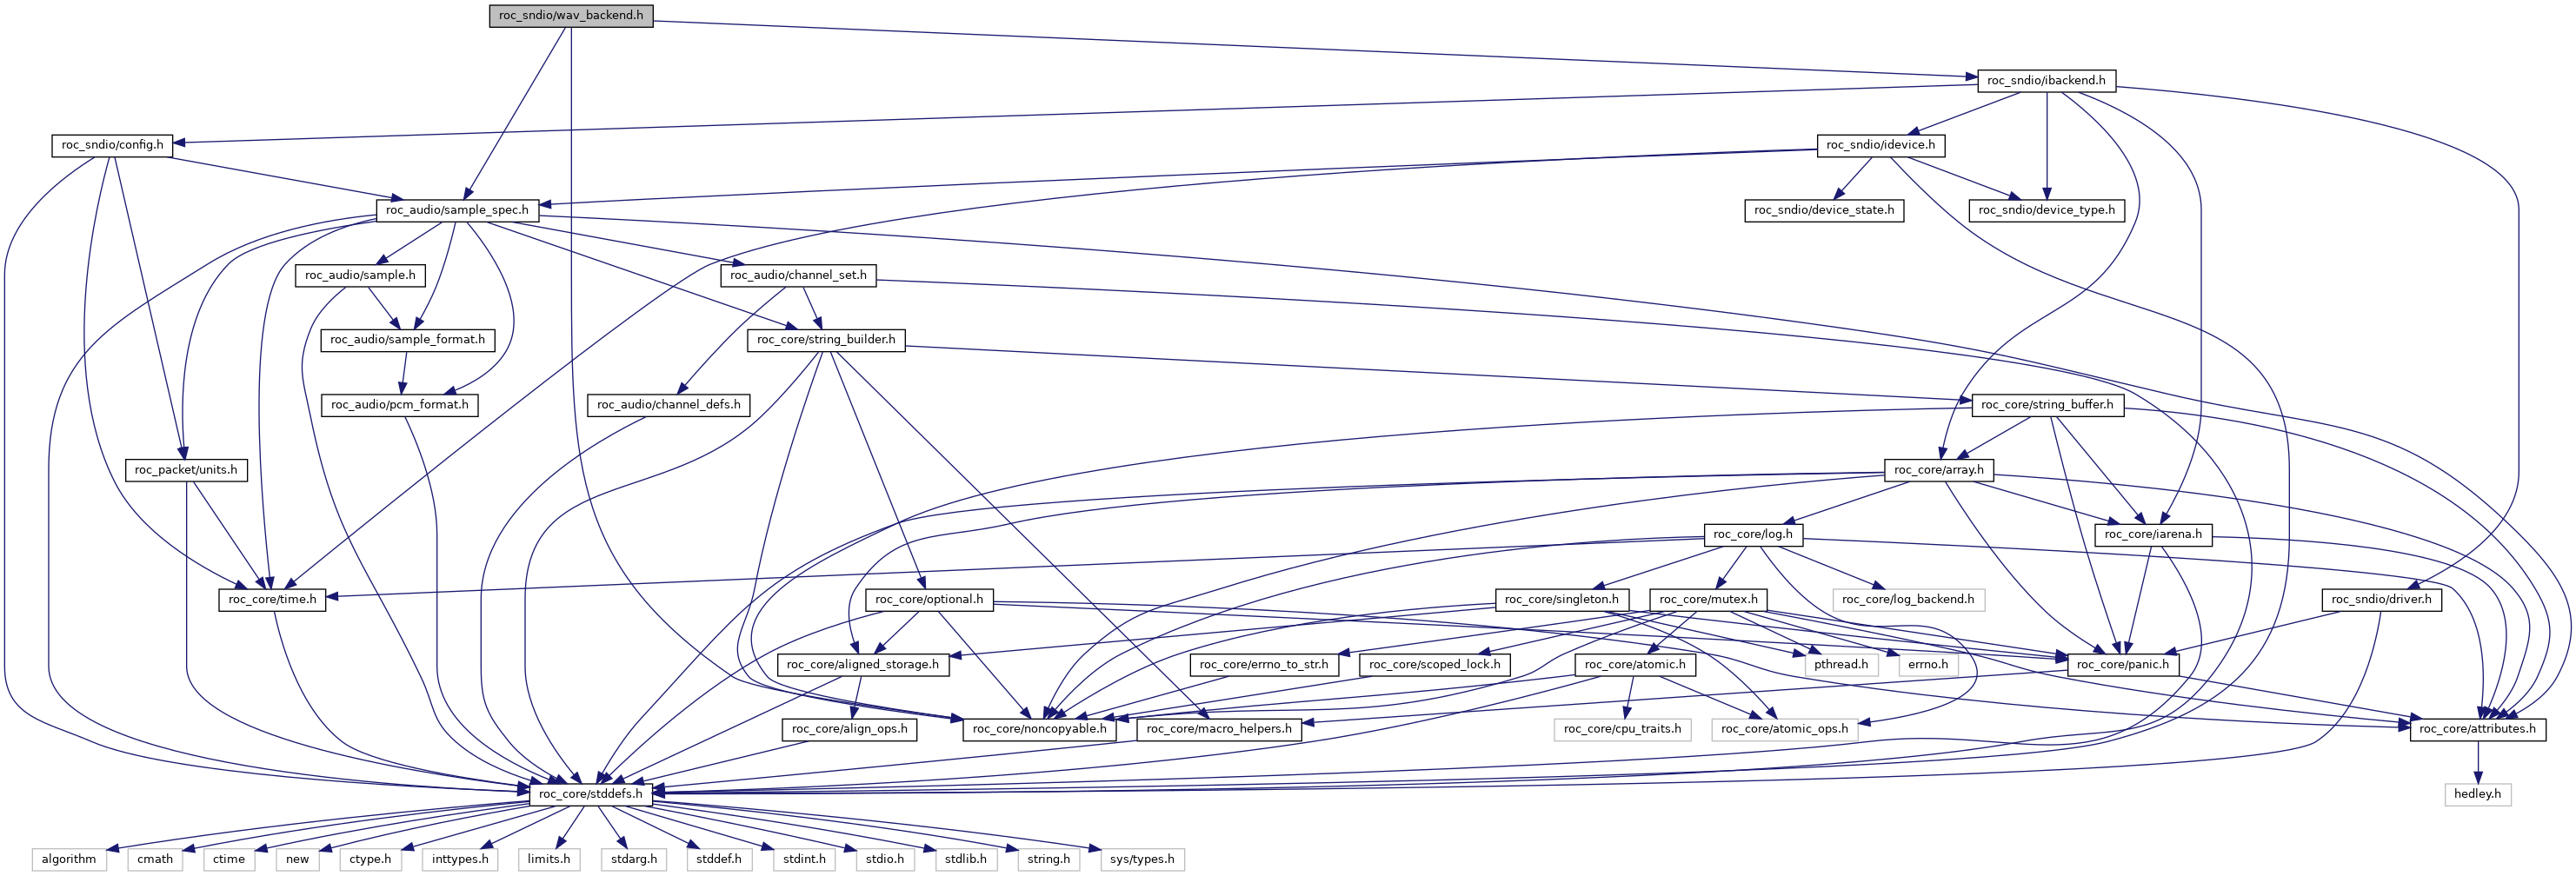 roc_sndio/wav_backend.h
roc_sndio/ibackend.h
roc_sndio/config.h
roc_sndio/idevice.h
roc_audio/sample_spec.h
roc_sndio/device_state.h
roc_sndio/device_type.h
roc_audio/sample.h
roc_audio/channel_set.h
roc_audio/sample_format.h
roc_core/string_builder.h
roc_audio/pcm_format.h
roc_audio/channel_defs.h
roc_core/string_buffer.h
roc_packet/units.h
roc_core/array.h
roc_core/log.h
roc_core/iarena.h
roc_core/time.h
roc_core/optional.h
roc_core/singleton.h
roc_core/mutex.h
roc_core/log_backend.h
roc_sndio/driver.h
roc_core/aligned_storage.h
roc_core/errno_to_str.h
roc_core/scoped_lock.h
roc_core/atomic.h
pthread.h
errno.h
roc_core/panic.h
roc_core/align_ops.h
roc_core/noncopyable.h
roc_core/macro_helpers.h
roc_core/cpu_traits.h
roc_core/atomic_ops.h
roc_core/attributes.h
roc_core/stddefs.h
hedley.h
algorithm
cmath
ctime
new
ctype.h
inttypes.h
limits.h
stdarg.h
stddef.h
stdint.h
stdio.h
stdlib.h
string.h
sys/types.h